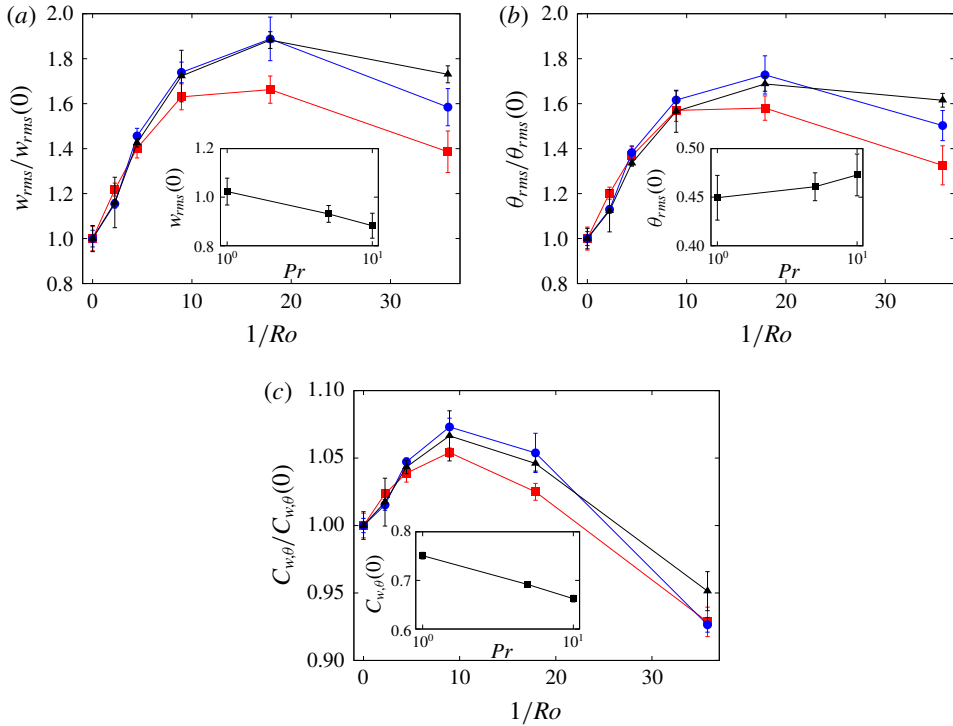 (a)
2.0
1.8
1.6
1.4
1.2
1.0
0.8
w_rms/w_rms(0)
0 10 20 30
1/Ro
1.2
1.0
0.8
w_rms(0)
10^0 10^1
Pr
(b)
2.0
1.8
1.6
1.4
1.2
1.0
0.8
θ_rms/θ_rms(0)
0 10 20 30
1/Ro
0.50
0.45
0.40
θ_rms(0)
10^0 10^1
Pr
(c)
1.10
1.05
1.00
0.95
0.90
C_w,θ/C_w,θ(0)
0 10 20 30
1/Ro
0.8
0.7
0.6
C_w,θ(0)
10^0 10^1
Pr